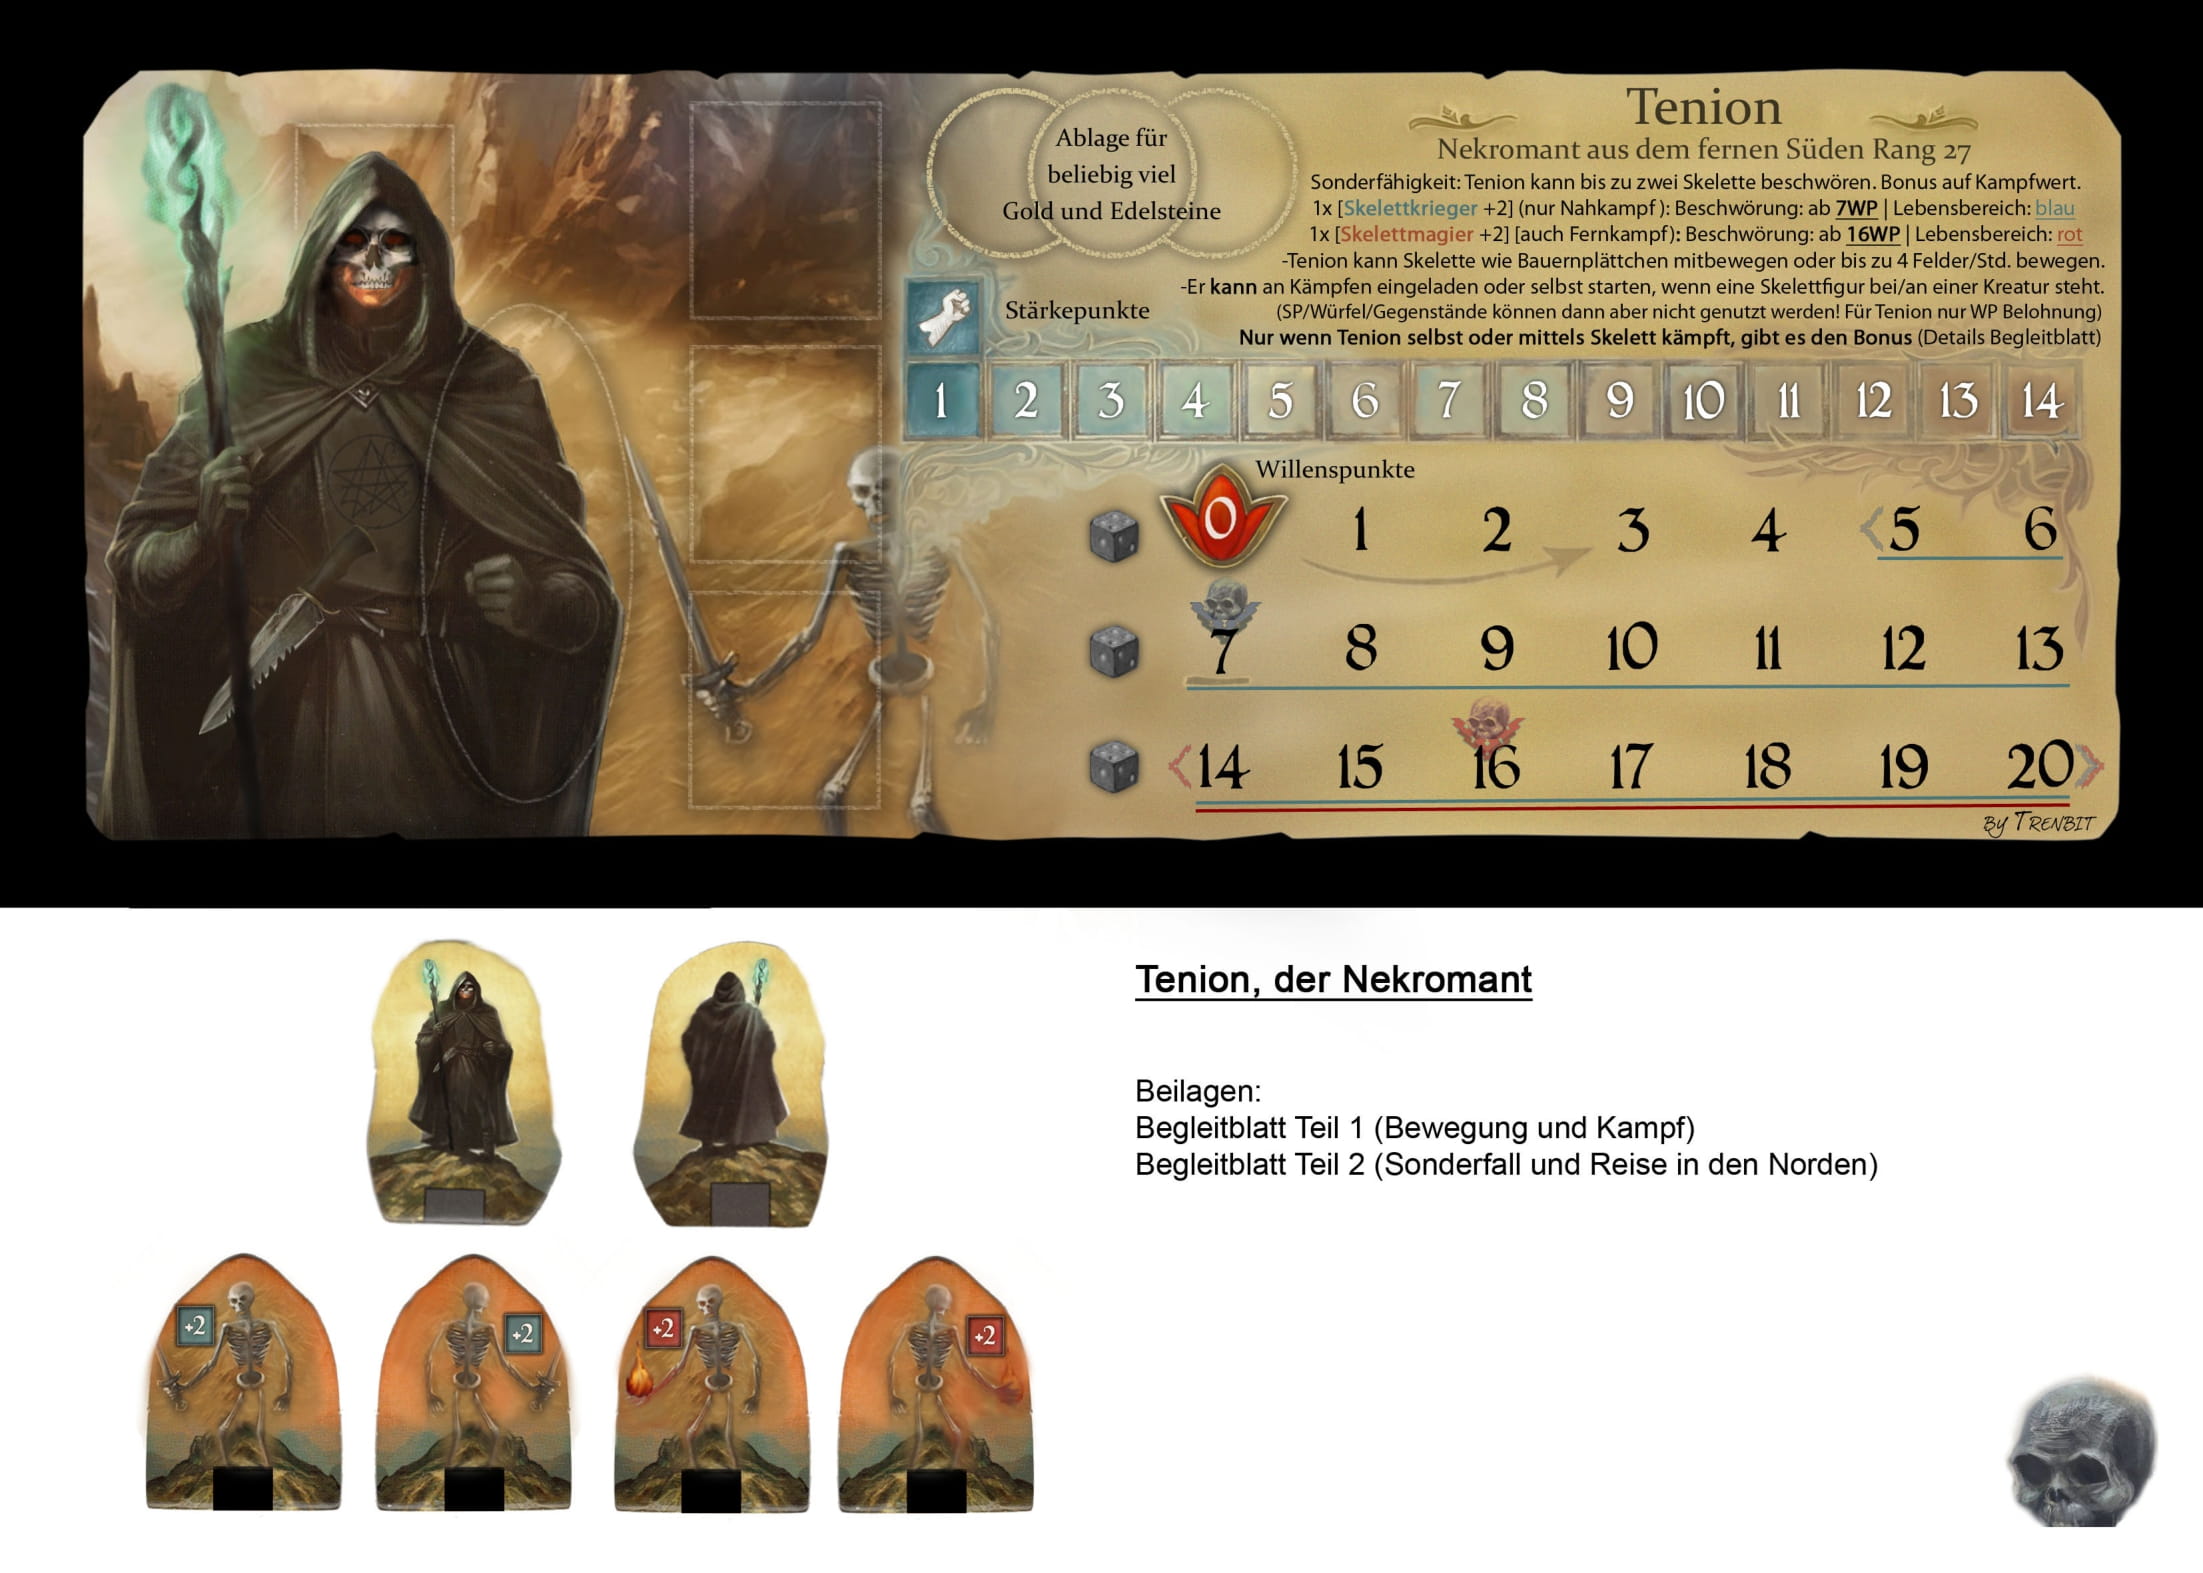 Ablage für
beliebig viel
Gold und Edelsteine
Tenion
Nekromant aus dem fernen Süden Rang 27
Sonderfähigkeit: Tenion kann bis zu zwei Skelette beschwören. Bonus auf Kampfwert.
1x [Skelettkrieger +2] (nur Nahkampf): Beschwörung: ab 7WP | Lebensbereich: blau
1x [Skelettmagier +2] [auch Fernkampf): Beschwörung: ab 16WP | Lebensbereich: rot
-Tenion kann Skelette wie Bauernplättchen mitbewegen oder bis zu 4 Felder/Std. bewegen.
-Er kann an Kämpfen eingeladen oder selbst starten, wenn eine Skelettfigur bei/an einer Kreatur steht.
(SP/Würfel/Gegenstände können dann aber nicht genutzt werden! Für Tenion nur WP Belohnung)
Nur wenn Tenion selbst oder mittels Skelett kämpft, gibt es den Bonus (Details Begleitblatt)
Stärkepunkte
1 2 3 4 5 6 7 8 9 10 11 12 13 14
Willenspunkte
0 1 2 3 4 <5 6
7 8 9 10 11 12 13
<14 15 16 17 18 19 20>
By Trenbit
Tenion, der Nekromant
Beilagen:
Begleitblatt Teil 1 (Bewegung und Kampf)
Begleitblatt Teil 2 (Sonderfall und Reise in den Norden)
+2 +2 +2 +2